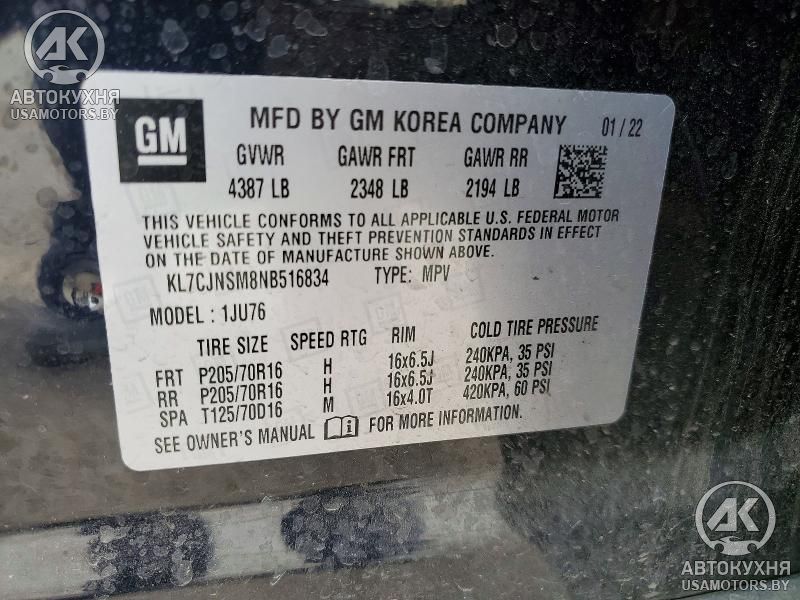 AK
АВТОКУХНЯ
USAMOTORS.BY
GM
MFD BY GM KOREA COMPANY 01 / 22
GVWR GAWR FRT GAWR RR
4387 LB 2348 LB 2194 LB
THIS VEHICLE CONFORMS TO ALL APPLICABLE U.S. FEDERAL MOTOR
VEHICLE SAFETY AND THEFT PREVENTION STANDARDS IN EFFECT
ON THE DATE OF MANUFACTURE SHOWN ABOVE.
KL7CJNSM8NB516834 TYPE: MPV
MODEL : 1JU76
TIRE SIZE SPEED RTG RIM COLD TIRE PRESSURE
FRT P205/70R16 H 16x6.5J 240KPA, 35 PSI
RR P205/70R16 H 16x6.5J 240KPA, 35 PSI
SPA T125/70D16 M 16x4.0T 420KPA, 60 PSI
SEE OWNER'S MANUAL FOR MORE INFORMATION.
AK
АВТОКУХНЯ
USAMOTORS.BY